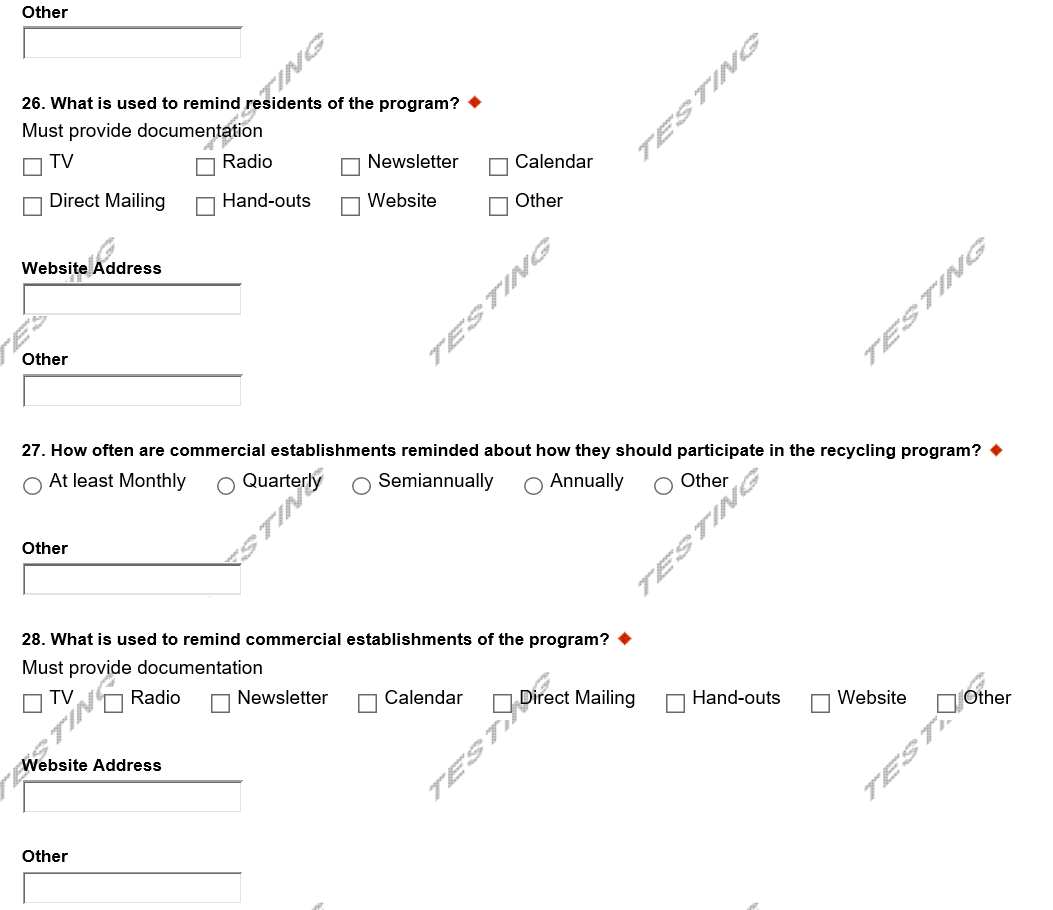 Other
26. What is used to remind residents of the program?
Must provide documentation
TV Radio Newsletter Calendar
Direct Mailing Hand-outs Website Other
Website Address
Other
27. How often are commercial establishments reminded about how they should participate in the recycling program?
At least Monthly Quarterly Semiannually Annually Other
Other
28. What is used to remind commercial establishments of the program?
Must provide documentation
TV Radio Newsletter Calendar Direct Mailing Hand-outs Website Other
Website Address
Other
TESTING
TESTING
TESTING
TESTING
TESTING
TESTING
TESTING
TESTING
TESTING
TESTING